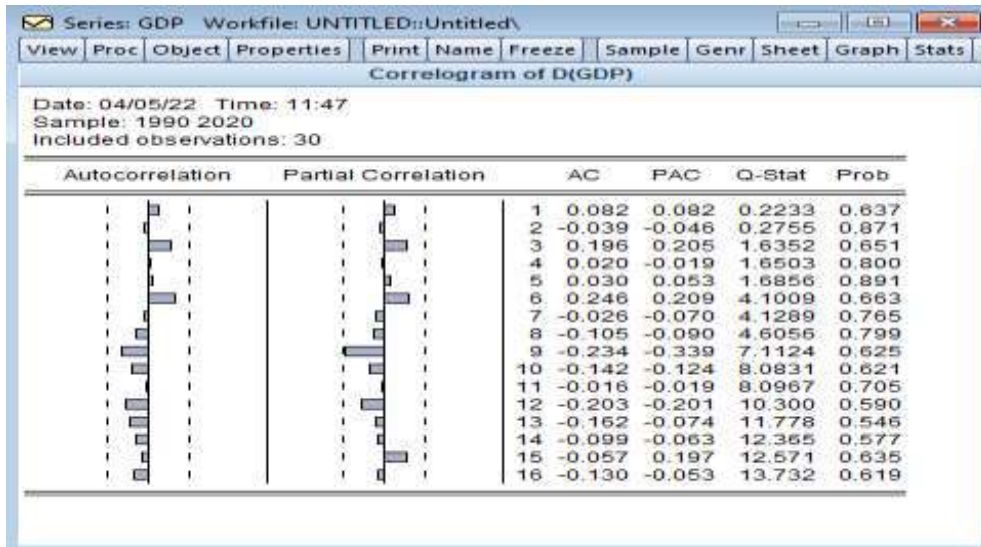 Series: GDP Workfile: UNTITLED::Untitled\
View Proc Object Properties Print Name Freeze Sample Genr Sheet Graph Stats
Correlogram of D(GDP)
Date: 04/05/22 Time: 11:47
Sample: 1990 2020
Included observations: 30
Autocorrelation Partial Correlation AC PAC Q-Stat Prob
1 0.082 0.082 0.2233 0.637
2 -0.039 -0.046 0.2755 0.871
3 0.196 0.205 1.6352 0.651
4 0.020 -0.019 1.6503 0.800
5 0.030 0.053 1.6856 0.891
6 0.246 0.209 4.1009 0.663
7 -0.026 -0.070 4.1289 0.765
8 -0.105 -0.090 4.6056 0.799
9 -0.234 -0.339 7.1124 0.625
10 -0.142 -0.124 8.0831 0.621
11 -0.016 -0.019 8.0967 0.705
12 -0.203 -0.201 10.300 0.590
13 -0.162 -0.074 11.778 0.546
14 -0.099 -0.063 12.365 0.577
15 -0.057 0.197 12.571 0.635
16 -0.130 -0.053 13.732 0.619